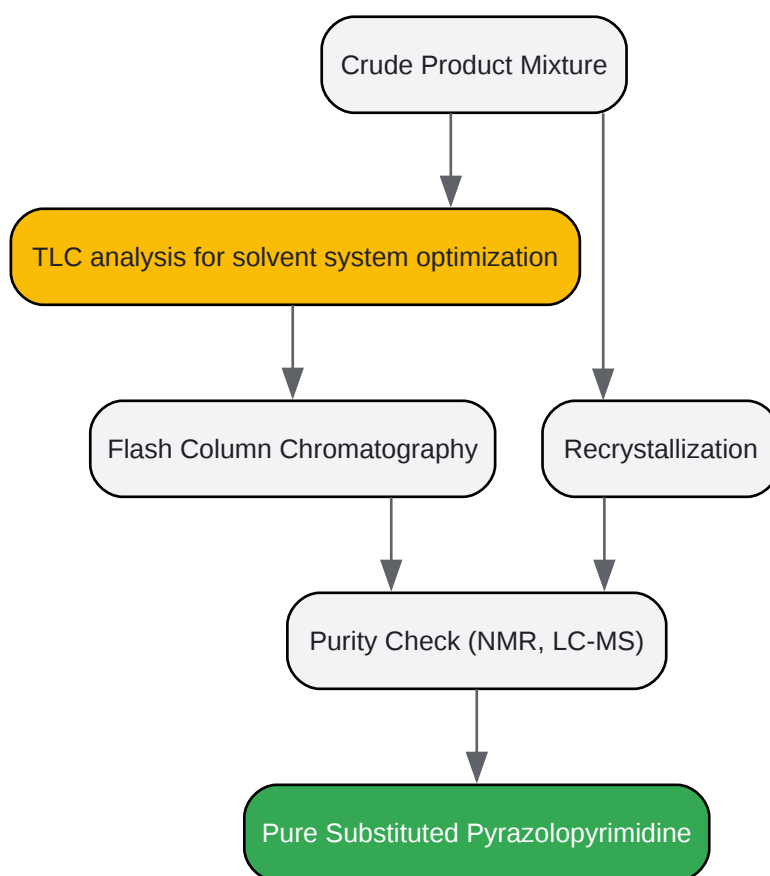 Crude Product Mixture
TLC analysis for solvent system optimization
Flash Column Chromatography
Recrystallization
Purity Check (NMR, LC-MS)
Pure Substituted Pyrazolopyrimidine